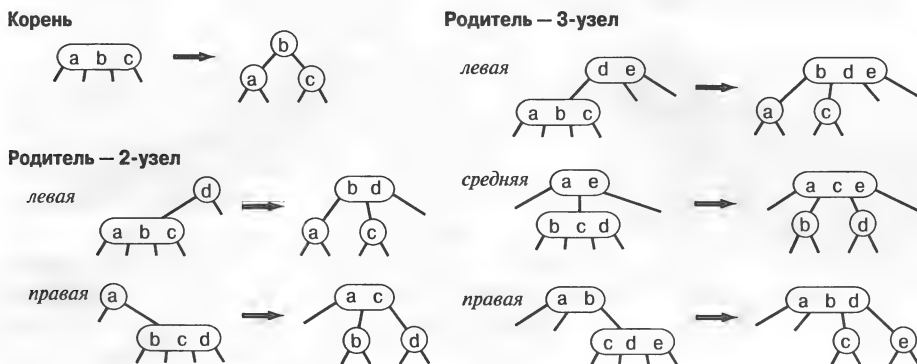 Корень
a b c
b
a
c
Родитель — 2-узел
левая
d
a b c
b d
a
c
правая
a
b c d
a c
b
d
Родитель — 3-узел
левая
d e
a b c
b d e
a
c
средняя
a e
b c d
a c e
b
d
правая
a b
c d e
a b d
c
e